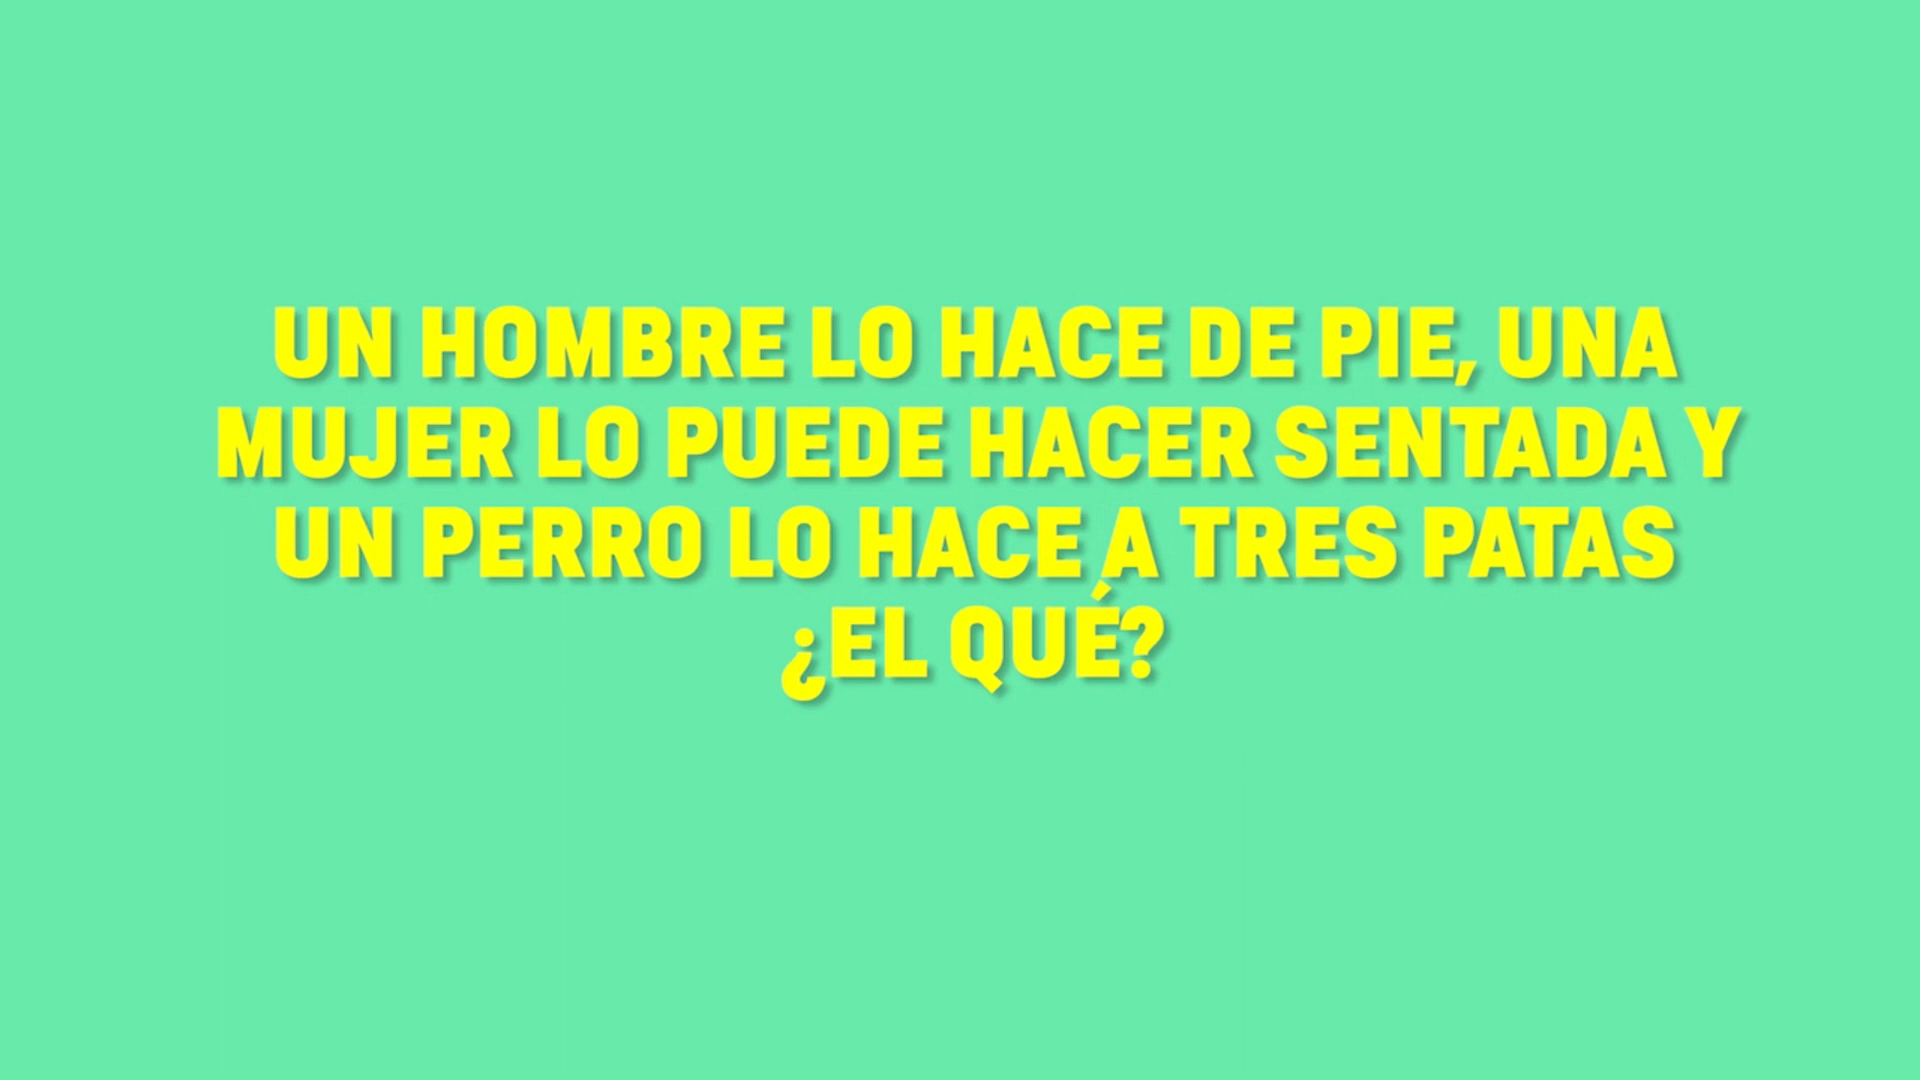 UN HOMBRE LO HACE DE PIE, UNA
MUJER LO PUEDE HACER SENTADA Y
UN PERRO LO HACE A TRES PATAS
¿EL QUÉ?